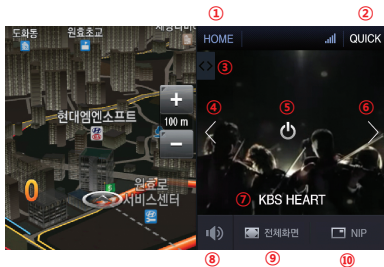 ① ②
도화동 원효초교
HOME QUICK
③
④ ⑤ ⑥
현대엠엔소프트
100 m
원효로
서비스센터
0
⑦ KBS HEART
전체화면 NIP
⑧ ⑨ ⑩